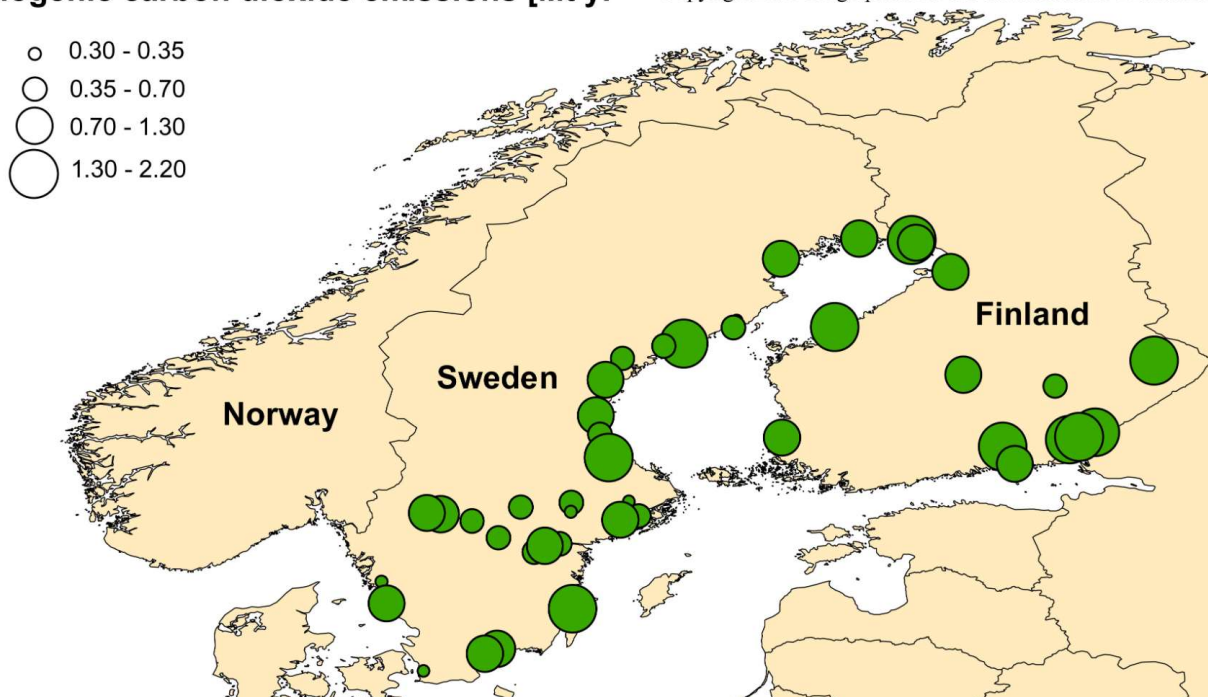 carbon dioxide emissions
0.30 - 0.35
0.35 - 0.70
0.70 - 1.30
1.30 - 2.20
Finland
Sweden
Norway